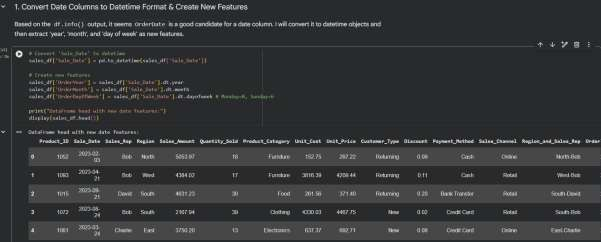 1. Convert Date Columns to Datetime Format & Create New Features
Based on the df.info() output, it seems OrderDate is a good candidate for a date column. I will convert it to datetime objects and
then extract 'year', 'month', and 'day of week' as new features.
# Convert 'Sale_Date' to datetime
sales_df['Sale_Date'] = pd.to_datetime(sales_df['Sale_Date'])
# Create new features
sales_df['OrderYear'] = sales_df['Sale_Date'].dt.year
sales_df['OrderMonth'] = sales_df['Sale_Date'].dt.month
sales_df['OrderDayOfWeek'] = sales_df['Sale_Date'].dt.dayofweek # Monday=0, Sunday=6
print("DataFrame head with new date features:")
display(sales_df.head())
DataFrame head with new date features:
Product_ID Sale_Date Sales_Rep Region Sales_Amount Quantity_Sold Product_Category Unit_Cost Unit_Price Customer_Type Discount Payment_Method Sales_Channel Region_and_Sales_Rep Order
0 1052 2023-02-03 Bob North 5053.97 18 Furniture 152.75 267.22 Returning 0.09 Cash Online North-Bob
1 1093 2023-04-21 Bob West 4384.02 17 Furniture 3816.39 4209.44 Returning 0.11 Cash Retail West-Bob
2 1015 2023-09-21 David South 4631.23 30 Food 261.56 371.40 Returning 0.20 Bank Transfer Retail South-David
3 1072 2023-08-24 Bob South 2167.94 39 Clothing 4330.03 4467.75 New 0.02 Credit Card Retail South-Bob
4 1061 2023-03-24 Charlie East 3750.20 13 Electronics 637.37 692.71 New 0.08 Credit Card Online East-Charlie